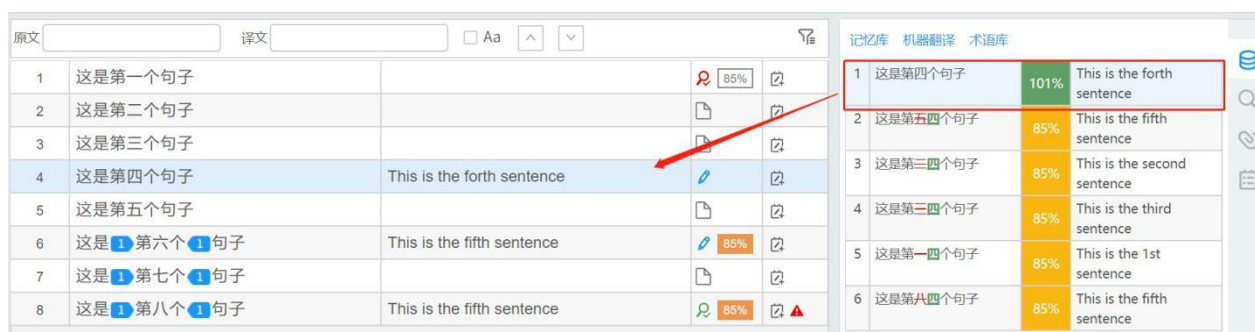 原文 译文 Aa
1 这是第一个句子 85%
2 这是第二个句子
3 这是第三个句子
4 这是第四个句子 This is the forth sentence
5 这是第五个句子
6 这是1第六个1句子 This is the fifth sentence 85%
7 这是1第七个1句子
8 这是1第八个1句子 This is the fifth sentence 85%
记忆库 机器翻译 术语库
1 这是第四个句子 101% This is the forth
sentence
2 这是第五四个句子 85% This is the fifth
sentence
3 这是第二四个句子 85% This is the second
sentence
4 这是第三四个句子 85% This is the third
sentence
5 这是第一四个句子 85% This is the 1st
sentence
6 这是第八四个句子 85% This is the fifth
sentence